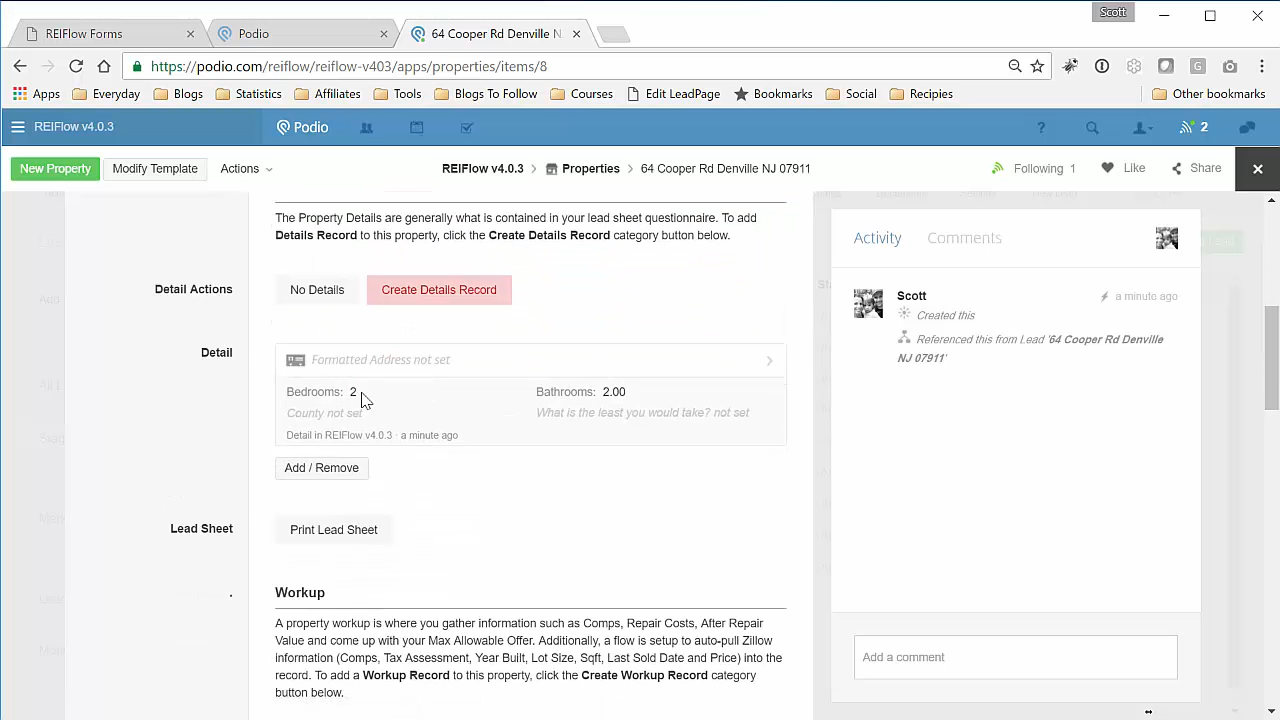 Scott
REIFlow Forms
Podio
64 Cooper Rd Denville N
https://podio.com/reiflow/reiflow-v403/apps/properties/items/8
Apps Everyday Blogs Statistics Affiliates Tools Blogs To Follow Courses Edit LeadPage Bookmarks Social Recipies Other bookmarks
REIFlow v4.0.3
Podio
? 2
New Property Modify Template Actions
REIFlow v4.0.3 Properties 64 Cooper Rd Denville NJ 07911
Following 1 Like Share
The Property Details are generally what is contained in your lead sheet questionnaire. To add
Details Record to this property, click the Create Details Record category button below.
Detail Actions
No Details Create Details Record
Detail
Formatted Address not set
Bedrooms: 2 Bathrooms: 2.00
County not set What is the least you would take? not set
Detail in REIFlow v4.0.3 · a minute ago
Add / Remove
Lead Sheet
Print Lead Sheet
. Workup
A property workup is where you gather information such as Comps, Repair Costs, After Repair
Value and come up with your Max Allowable Offer. Additionally, a flow is setup to auto-pull Zillow
information (Comps, Tax Assessment, Year Built, Lot Size, Sqft, Last Sold Date and Price) into the
record. To add a Workup Record to this property, click the Create Workup Record category
button below.
Activity Comments
Scott a minute ago
Created this
Referenced this from Lead '64 Cooper Rd Denville
NJ 07911'
Add a comment